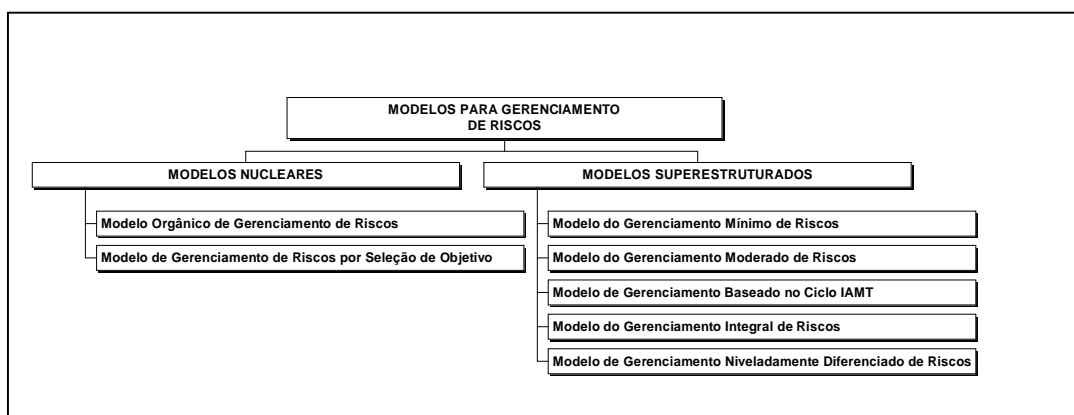 MODELOS PARA GERENCIAMENTO
DE RISCOS
MODELOS NUCLEARES
Modelo Orgânico de Gerenciamento de Riscos
Modelo de Gerenciamento de Riscos por Seleção de Objetivo
MODELOS SUPERESTRUTURADOS
Modelo do Gerenciamento Mínimo de Riscos
Modelo do Gerenciamento Moderado de Riscos
Modelo de Gerenciamento Baseado no Ciclo IAMT
Modelo do Gerenciamento Integral de Riscos
Modelo de Gerenciamento Niveladamente Diferenciado de Riscos